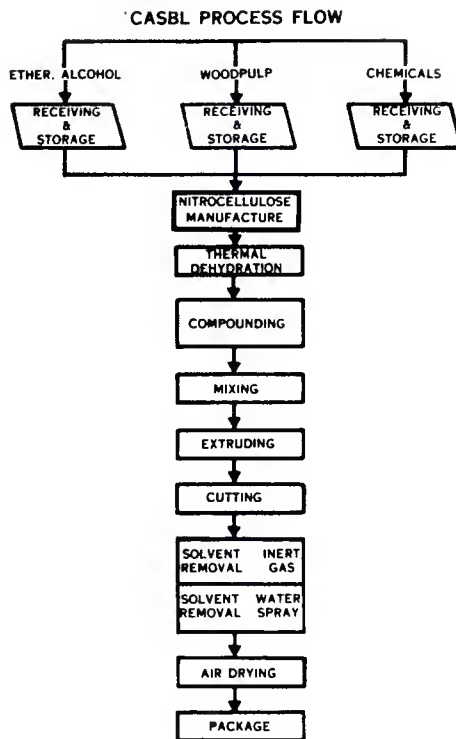 CASBL PROCESS FLOW
ETHER, ALCOHOL
WOODPULP
CHEMICALS
RECEIVING
&
STORAGE
RECEIVING
&
STORAGE
RECEIVING
&
STORAGE
NITROCELLULOSE
MANUFACTURE
THERMAL
DEHYDRATION
COMPOUNDING
MIXING
EXTRUDING
CUTTING
SOLVENT INERT
REMOVAL GAS
SOLVENT WATER
REMOVAL SPRAY
AIR DRYING
PACKAGE